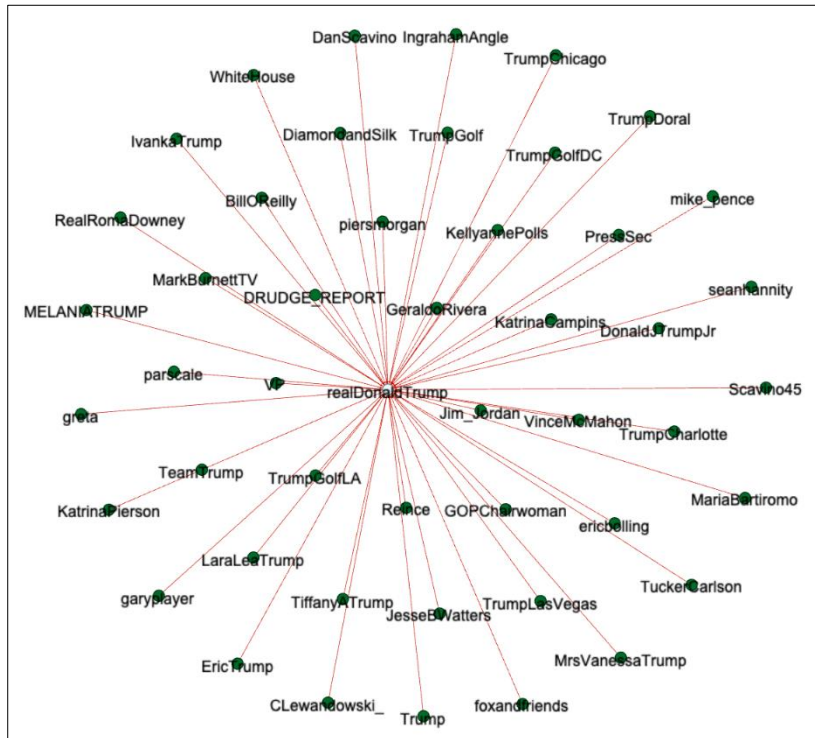 DanScavino
IngrahamAngle
TrumpChicago
WhiteHouse
TrumpDoral
DiamondandSilk
TrumpGolf
IvankaTrump
TrumpGolfDC
BillOReilly
mike_pence
RealRomaDowney
piersmorgan
KellyannePolls
PressSec
MarkBurnettTV
seanhannity
DRUDGE_REPORT
GeraldoRivera
MELANIATRUMP
KatrinaCampins
DonaldJTrumpJr
parscale
VP
realDonaldTrump
Scavino45
greta
Jim_Jordan
VinceMcMahon
TrumpCharlotte
TeamTrump
TrumpGolfLA
MariaBartiromo
KatrinaPierson
Reince
GOPChairwoman
ericbolling
LaraLeaTrump
TuckerCarlson
garyplayer
TiffanyATrump
TrumpLasVegas
JesseBWatters
EricTrump
MrsVanessaTrump
CLewandowski_
foxandfriends
Trump